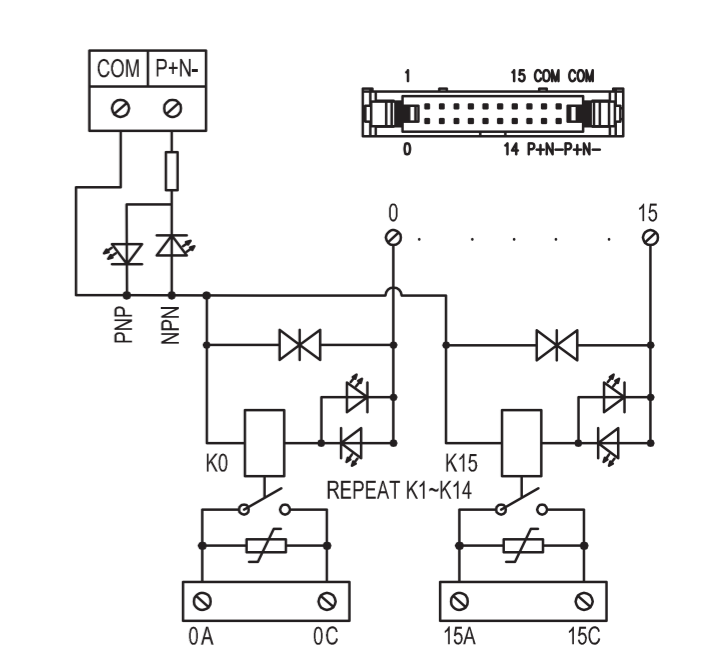 COM P+N-
1 15 COM COM
0 14 P+N-P+N-
0 15
PNP NPN
K0 K15
REPEAT K1~K14
0A 0C 15A 15C